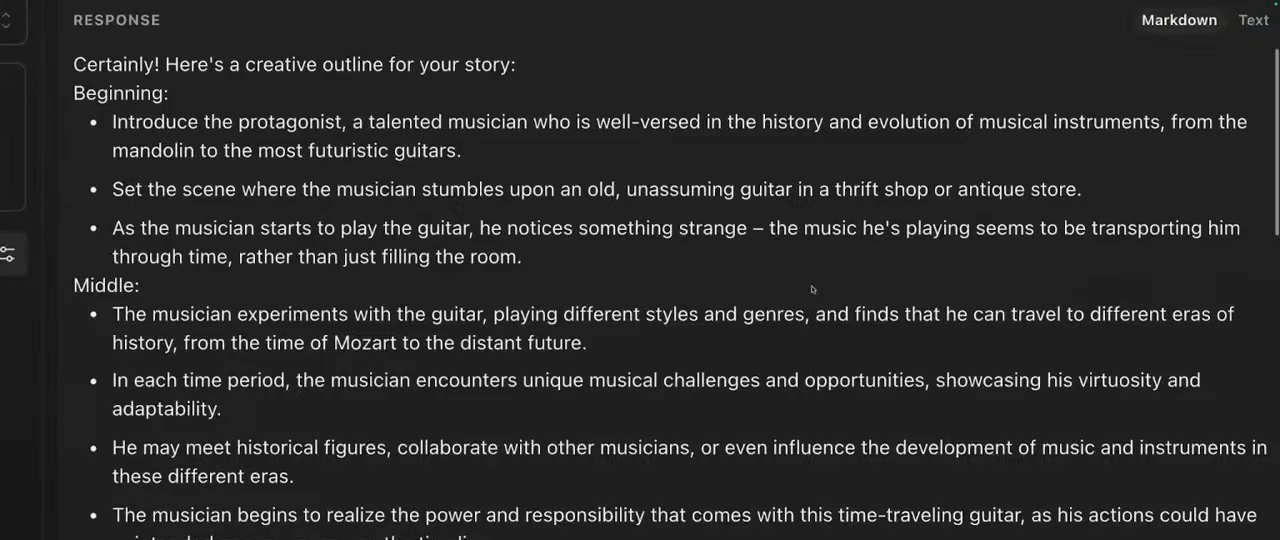 RESPONSE
Markdown Text
Certainly! Here's a creative outline for your story:
Beginning:
• Introduce the protagonist, a talented musician who is well-versed in the history and evolution of musical instruments, from the
mandolin to the most futuristic guitars.
• Set the scene where the musician stumbles upon an old, unassuming guitar in a thrift shop or antique store.
• As the musician starts to play the guitar, he notices something strange – the music he's playing seems to be transporting him
through time, rather than just filling the room.
Middle:
• The musician experiments with the guitar, playing different styles and genres, and finds that he can travel to different eras of
history, from the time of Mozart to the distant future.
• In each time period, the musician encounters unique musical challenges and opportunities, showcasing his virtuosity and
adaptability.
• He may meet historical figures, collaborate with other musicians, or even influence the development of music and instruments in
these different eras.
• The musician begins to realize the power and responsibility that comes with this time-traveling guitar, as his actions could have